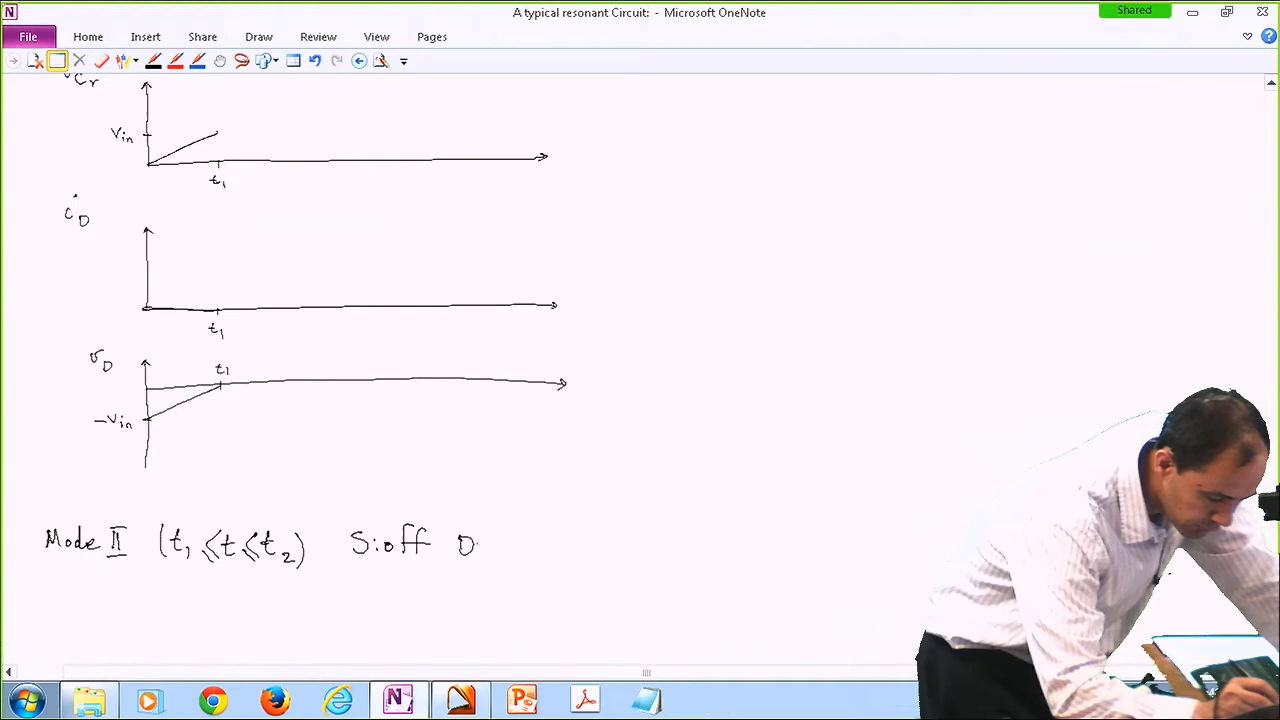 A typical resonant Circuit: - Microsoft OneNote
Shared
File Home Insert Share Draw Review View Pages
vCr
Vin
t1
iD
t1
vD
t1
-Vin
Mode II (t1 ≤ t ≤ t2) S:off D